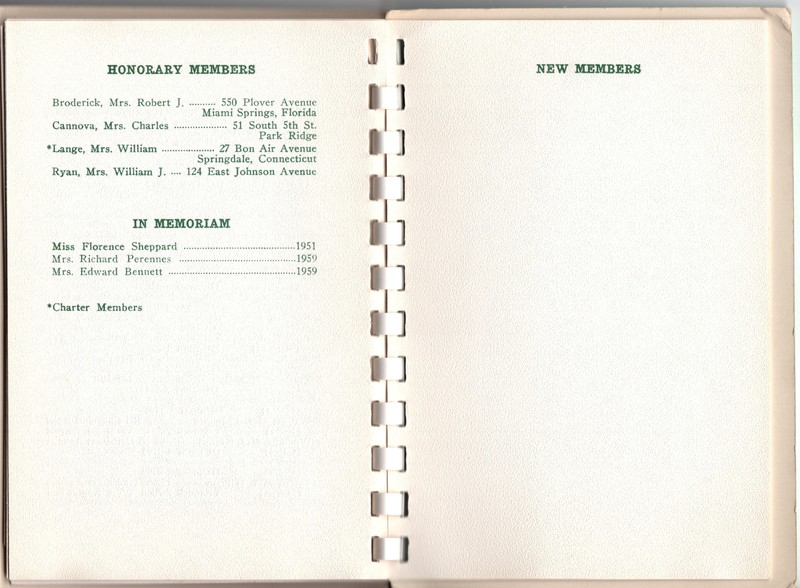 HONORARY MEMBERS
Broderick, Mrs. Robert J. .......... 550 Plover Avenue
Miami Springs, Florida
Cannova, Mrs. Charles .................... 51 South 5th St.
Park Ridge
*Lange, Mrs. William .................... 27 Bon Air Avenue
Springdale, Connecticut
Ryan, Mrs. William J. .... 124 East Johnson Avenue
IN MEMORIAM
Miss Florence Sheppard ..........................................1951
Mrs. Richard Perennes ............................................1959
Mrs. Edward Bennett ...............................................1959
*Charter Members
NEW MEMBERS